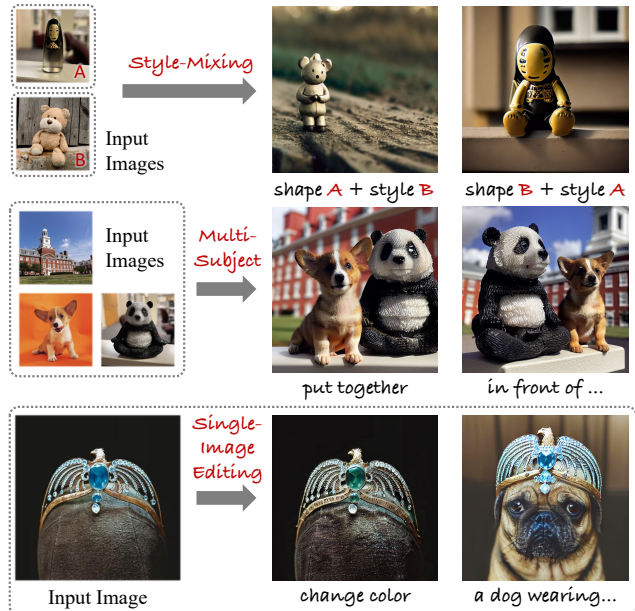 A
B
Input
Images
Style-Mixing
shape A + style B
shape B + style A
Input
Images
Multi-
Subject
put together
in front of ...
Single-
Image
Editing
Input Image
change color
a dog wearing...